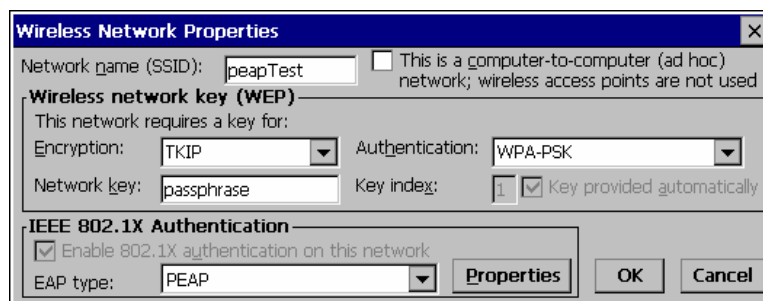 Wireless Network Properties
Network name (SSID): peapTest This is a computer-to-computer (ad hoc)
network; wireless access points are not used
Wireless network key (WEP)
This network requires a key for:
Encryption: TKIP Authentication: WPA-PSK
Network key: passphrase Key index: 1 Key provided automatically
IEEE 802.1X Authentication
Enable 802.1X authentication on this network
EAP type: PEAP Properties OK Cancel